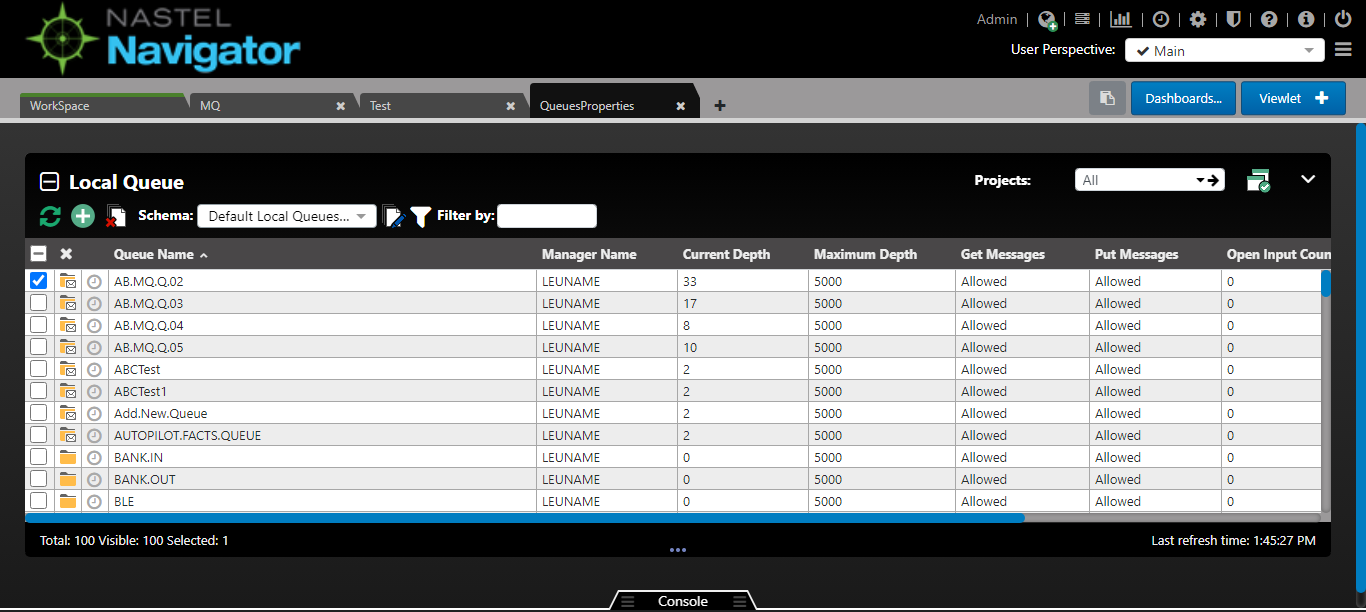 NASTEL
Navigator
Admin
User Perspective: Main
WorkSpace MQ Test QueuesProperties
Dashboards... Viewlet
Local Queue
Projects: All
Schema: Default Local Queues... Filter by:
Queue Name Manager Name Current Depth Maximum Depth Get Messages Put Messages Open Input Coun
AB.MQ.Q.02 LEUNAME 33 5000 Allowed Allowed 0
AB.MQ.Q.03 LEUNAME 17 5000 Allowed Allowed 0
AB.MQ.Q.04 LEUNAME 8 5000 Allowed Allowed 0
AB.MQ.Q.05 LEUNAME 10 5000 Allowed Allowed 0
ABCTest LEUNAME 2 5000 Allowed Allowed 0
ABCTest1 LEUNAME 2 5000 Allowed Allowed 0
Add.New.Queue LEUNAME 2 5000 Allowed Allowed 0
AUTOPILOT.FACTS.QUEUE LEUNAME 2 5000 Allowed Allowed 0
BANK.IN LEUNAME 0 5000 Allowed Allowed 0
BANK.OUT LEUNAME 0 5000 Allowed Allowed 0
BLE LEUNAME 0 5000 Allowed Allowed 0
Total: 100 Visible: 100 Selected: 1
Last refresh time: 1:45:27 PM
Console